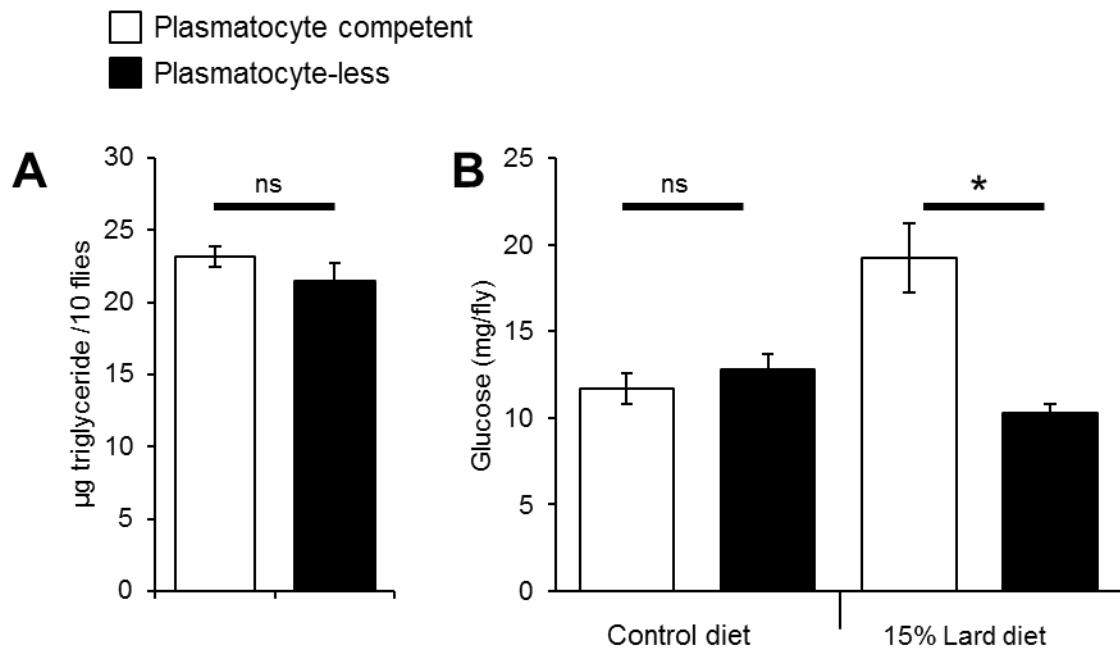 Plasmatocyte competent
Plasmatocyte-less
A
30
25
20
15
10
5
0
µg triglyceride /10 flies
ns
B
25
20
15
10
5
0
Glucose (mg/fly)
ns
*
Control diet
15% Lard diet